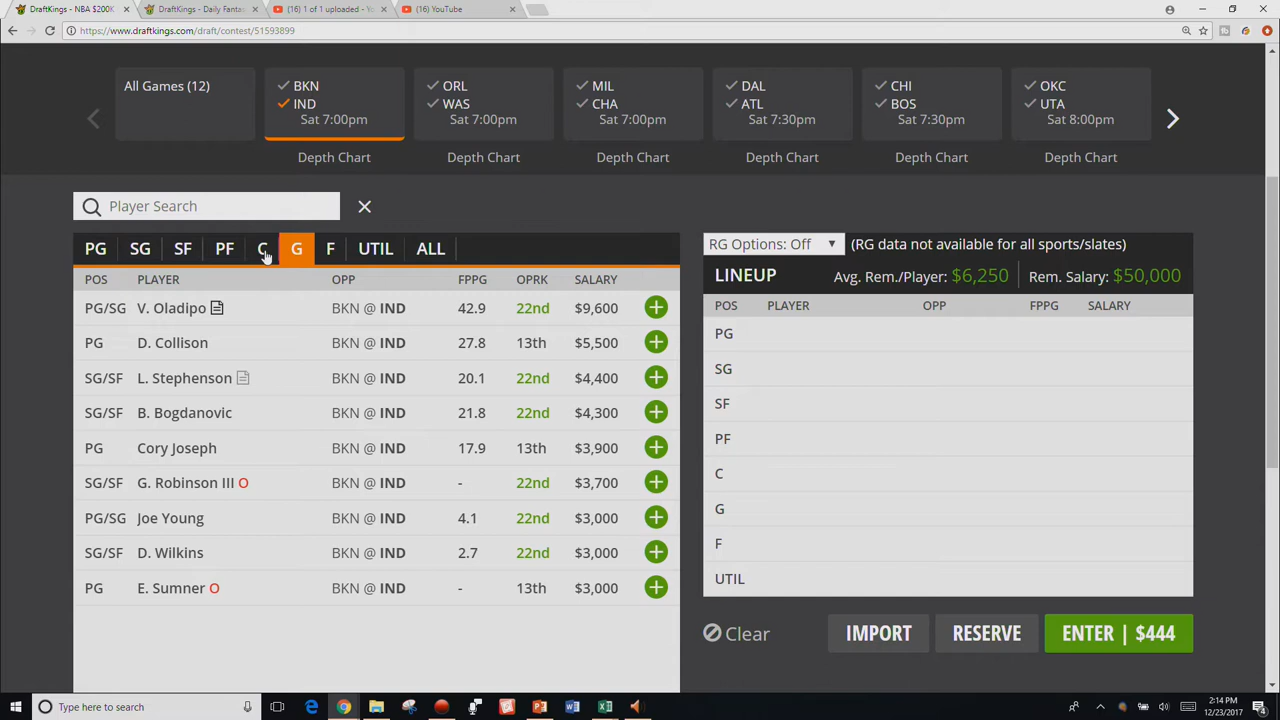 DraftKings - NBA $200K
DraftKings - Daily Fanta
(16) 1 of 1 uploaded - Yo
(16) YouTube
https://www.draftkings.com/draft/contest/51593899
All Games (12)
BKN
IND
Sat 7:00pm
ORL
WAS
Sat 7:00pm
MIL
CHA
Sat 7:00pm
DAL
ATL
Sat 7:30pm
CHI
BOS
Sat 7:30pm
OKC
UTA
Sat 8:00pm
Depth Chart Depth Chart Depth Chart Depth Chart Depth Chart Depth Chart
Player Search
PG SG SF PF C G F UTIL ALL
POS PLAYER OPP FPPG OPRK SALARY
PG/SG V. Oladipo BKN @ IND 42.9 22nd $9,600
PG D. Collison BKN @ IND 27.8 13th $5,500
SG/SF L. Stephenson BKN @ IND 20.1 22nd $4,400
SG/SF B. Bogdanovic BKN @ IND 21.8 22nd $4,300
PG Cory Joseph BKN @ IND 17.9 13th $3,900
SG/SF G. Robinson III O BKN @ IND - 22nd $3,700
PG/SG Joe Young BKN @ IND 4.1 22nd $3,000
SG/SF D. Wilkins BKN @ IND 2.7 22nd $3,000
PG E. Sumner O BKN @ IND - 13th $3,000
RG Options: Off (RG data not available for all sports/slates)
LINEUP Avg. Rem./Player: $6,250 Rem. Salary: $50,000
POS PLAYER OPP FPPG SALARY
PG
SG
SF
PF
C
G
F
UTIL
Clear IMPORT RESERVE ENTER | $444
Type here to search
2:14 PM
12/23/2017